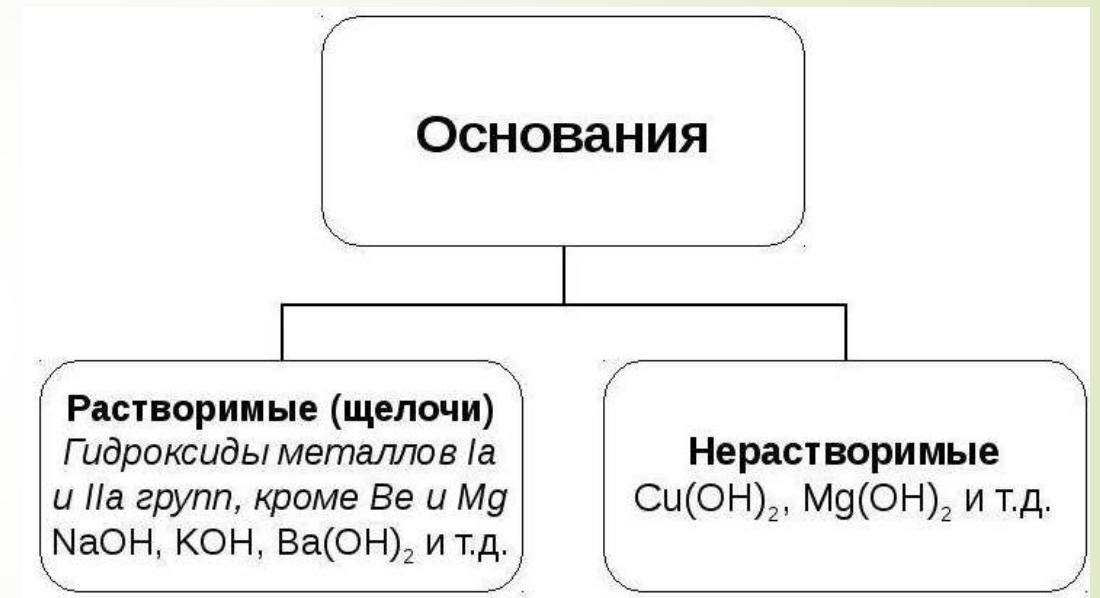 Основания
Растворимые (щелочи)
Гидроксиды металлов Ia
и IIa групп, кроме Be и Mg
NaOH, KOH, Ba(OH)₂ и т.д.
Нерастворимые
Cu(OH)₂, Mg(OH)₂ и т.д.